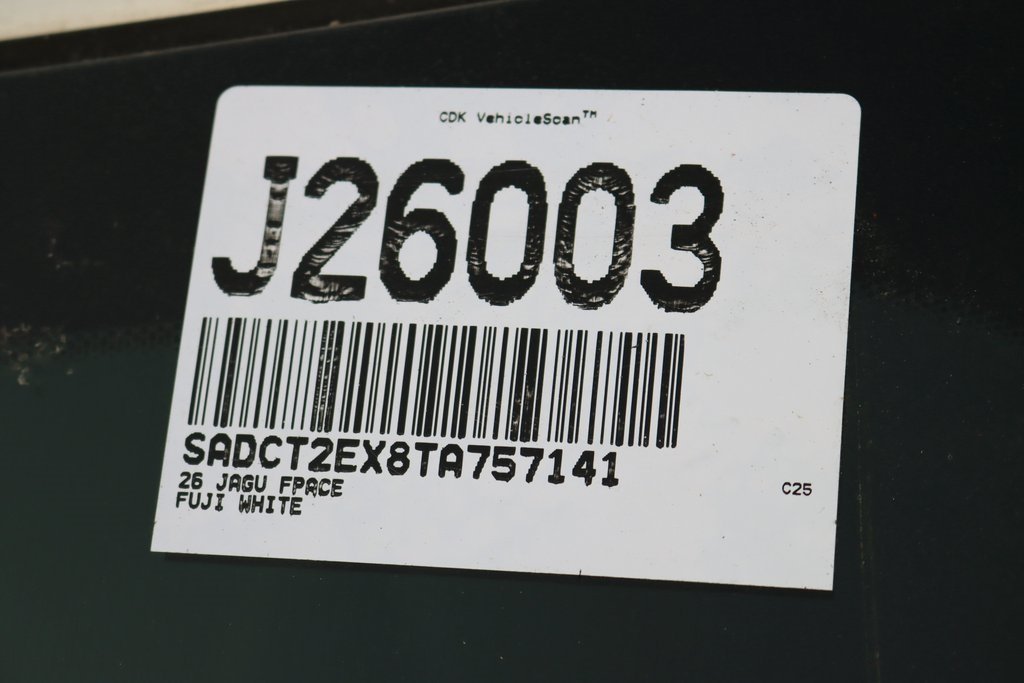 CDK VehicleScan™
J26003
SADCT2EX8TA757141
26 JAGU FPACE
FUJI WHITE
C25